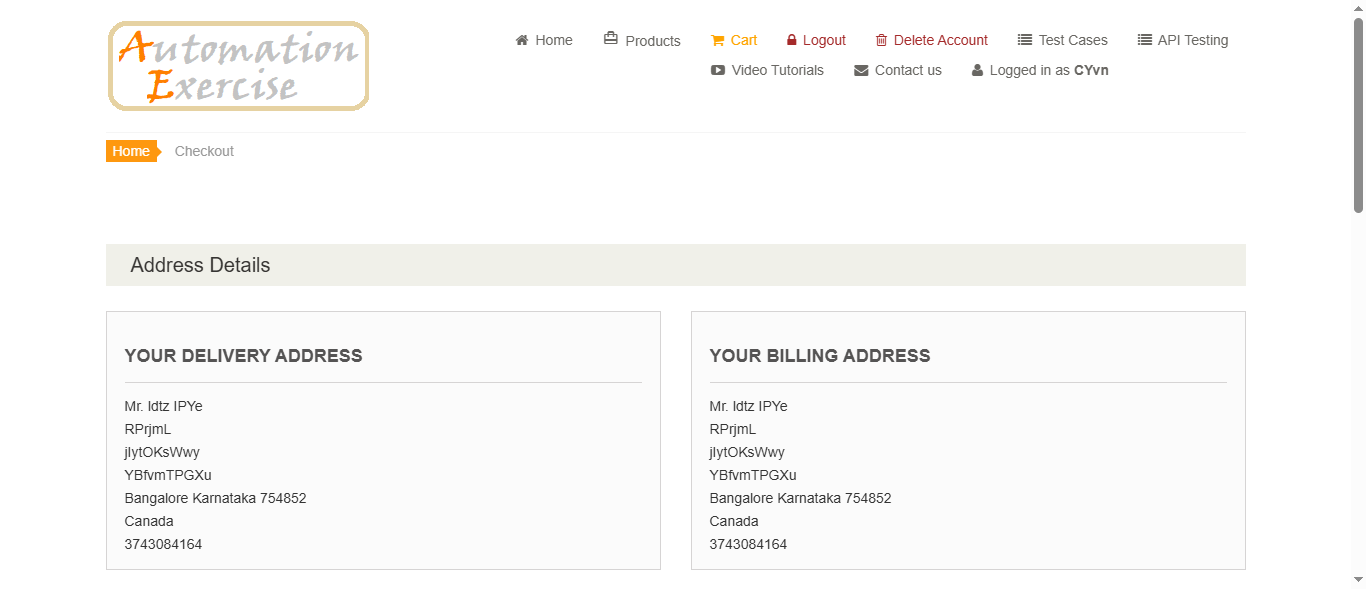 Automation
Exercise
Home Products Cart Logout Delete Account Test Cases API Testing
Video Tutorials Contact us Logged in as CYvn
Home Checkout
Address Details
YOUR DELIVERY ADDRESS
Mr. Idtz IPYe
RPrjmL
jIytOKsWwy
YBfvmTPGXu
Bangalore Karnataka 754852
Canada
3743084164
YOUR BILLING ADDRESS
Mr. Idtz IPYe
RPrjmL
jIytOKsWwy
YBfvmTPGXu
Bangalore Karnataka 754852
Canada
3743084164